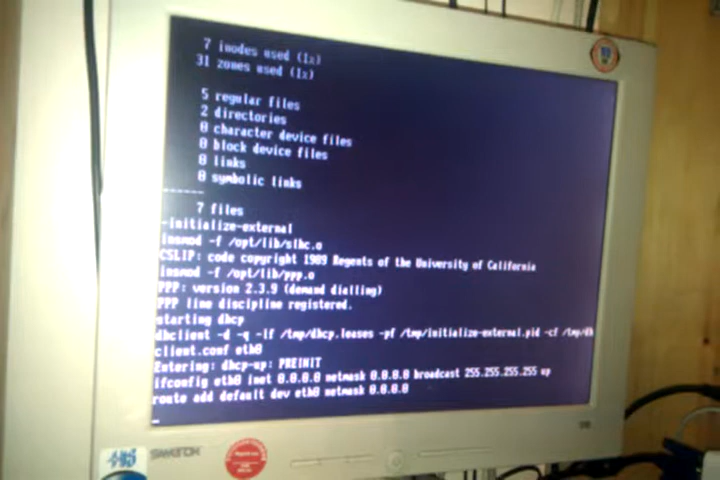 7 inodes used (1%)
31 zones used (1%)
5 regular files
2 directories
0 character device files
0 block device files
0 links
0 symbolic links
------
7 files
-initialize-external
insmod -f /opt/lib/slhc.o
CSLIP: code copyright 1989 Regents of the University of California
insmod -f /opt/lib/ppp.o
PPP: version 2.3.9 (demand dialling)
PPP line discipline registered.
starting dhcp
dhclient -d -q -lf /tmp/dhcp.leases -pf /tmp/initialize-external.pid -cf /tmp/dh
client.conf eth0
Entering: dhcp-up: PREINIT
ifconfig eth0 inet 0.0.0.0 netmask 0.0.0.0 broadcast 255.255.255.255 up
route add default dev eth0 netmask 0.0.0.0